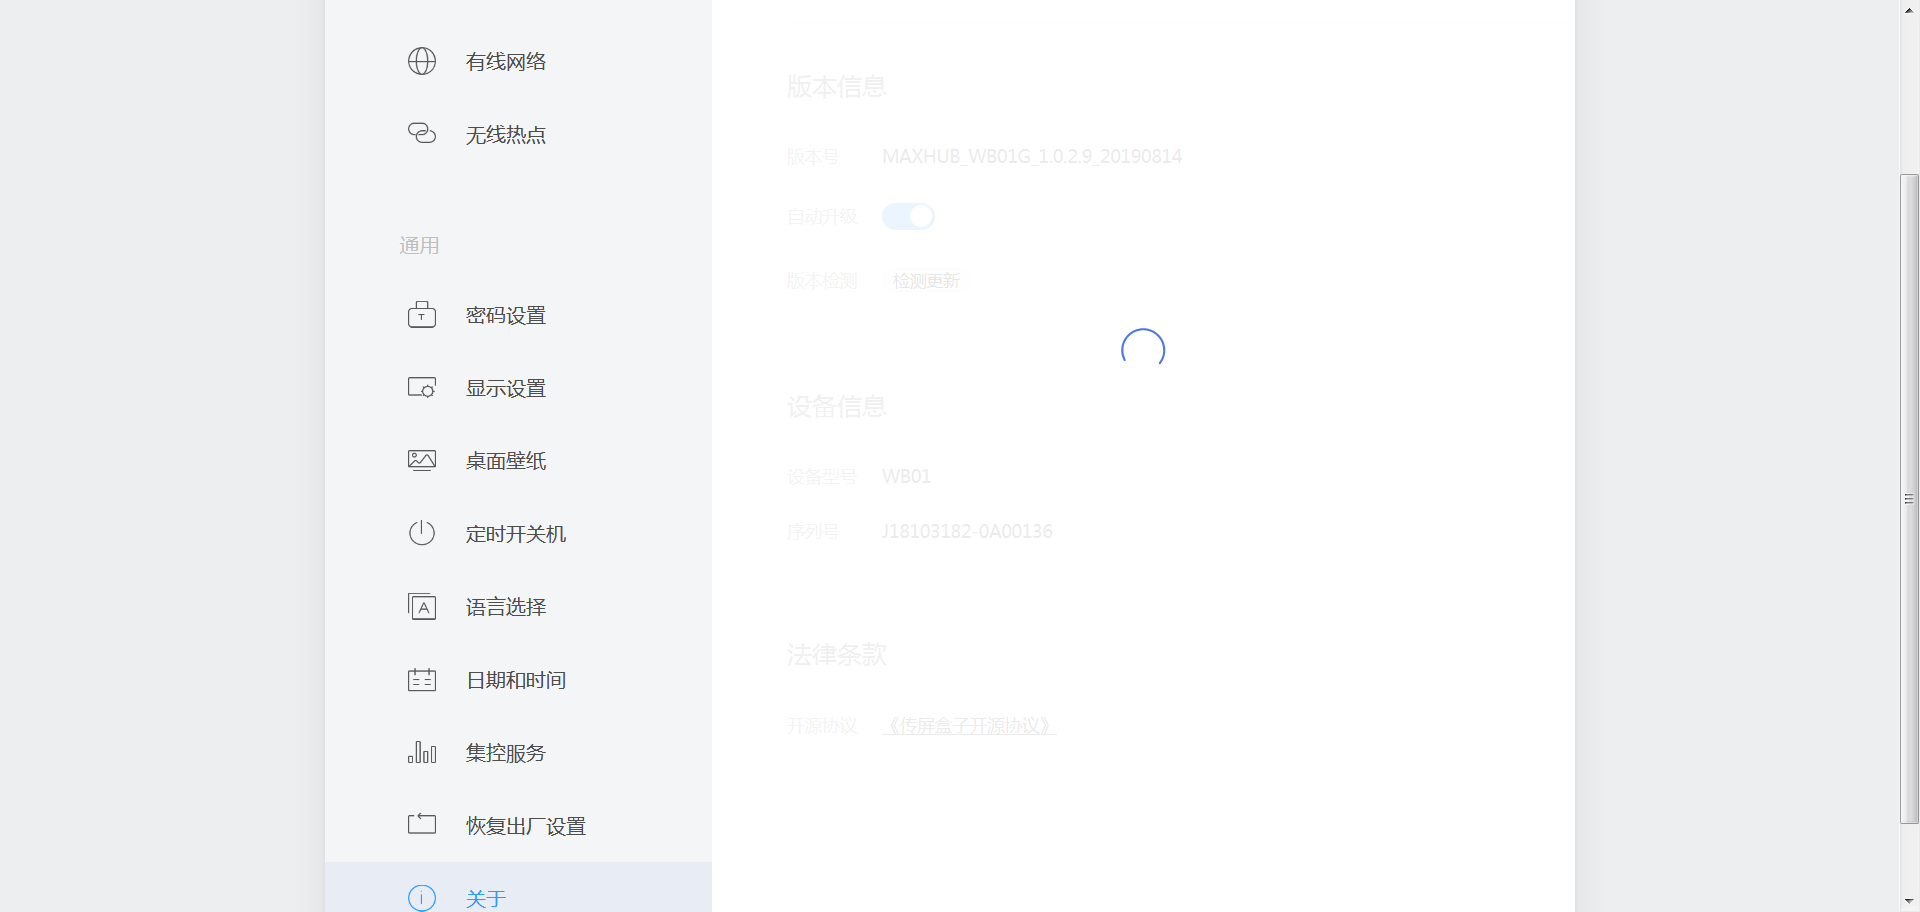 有线网络
无线热点
通用
密码设置
显示设置
桌面壁纸
定时开关机
语言选择
日期和时间
集控服务
恢复出厂设置
关于
版本信息
版本号 MAXHUB_WB01G_1.0.2.9_20190814
自动升级
版本检测 检测更新
设备信息
设备型号 WB01
序列号 J18103182-0A00136
法律条款
开源协议 《传屏盒子开源协议》